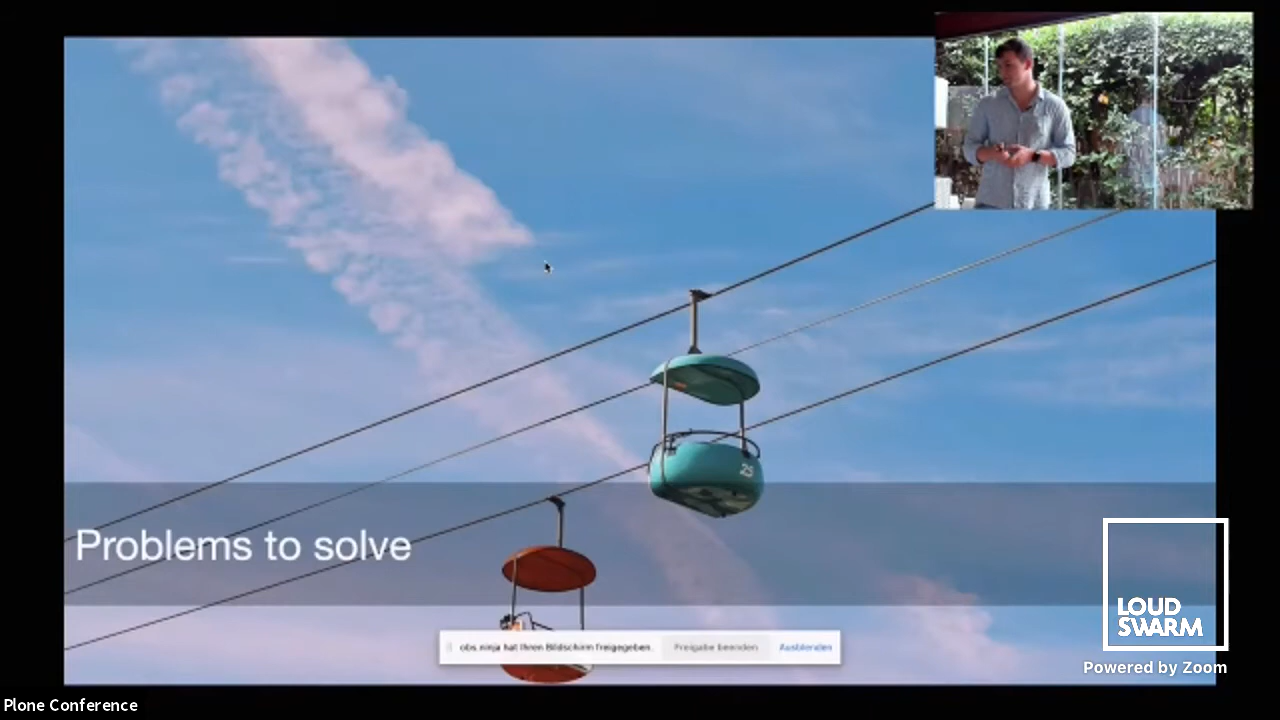 25
Problems to solve
obs.ninja hat Ihren Bildschirm freigegeben.
Freigabe beenden
Ausblenden
LOUD
SWARM
Powered by Zoom
Plone Conference